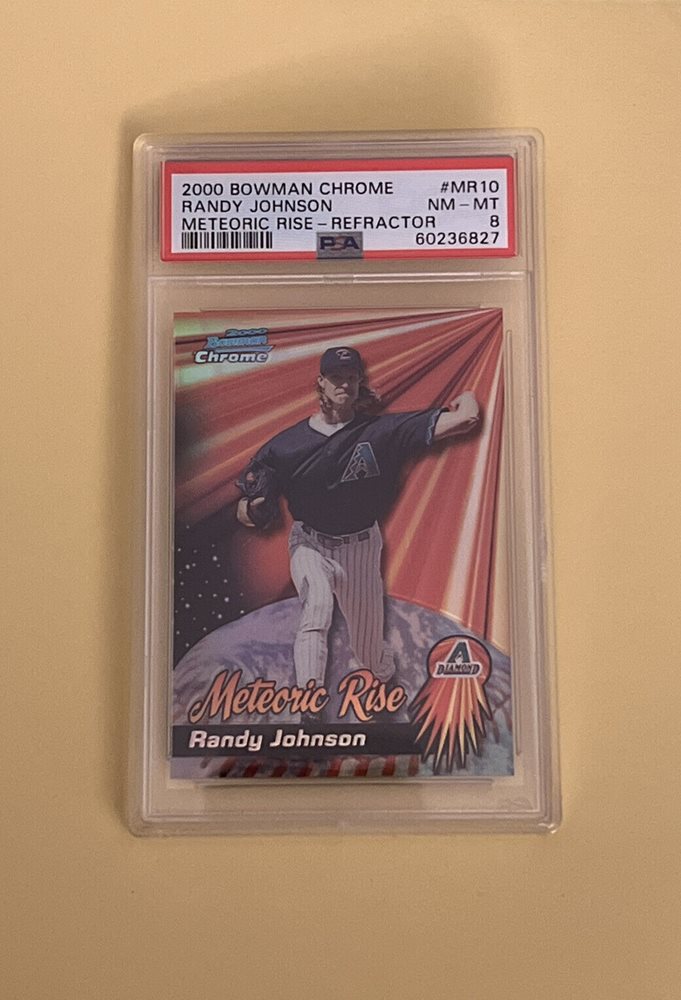 2000 BOWMAN CHROME #MR10
RANDY JOHNSON NM - MT
METEORIC RISE - REFRACTOR 8
PSA 60236827
2000
Bowman
Chrome
A
A
DIAMOND
Meteoric Rise
Randy Johnson